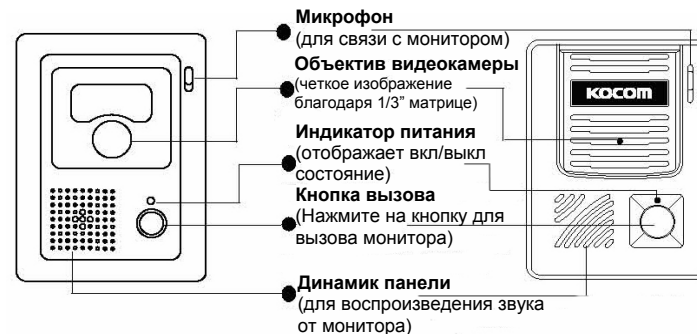 Микрофон
(для связи с монитором)
Объектив видеокамеры
(четкое изображение
благодаря 1/3” матрице)
KOCOM
Индикатор питания
(отображает вкл/выкл
состояние)
Кнопка вызова
(Нажмите на кнопку для
вызова монитора)
Динамик панели
(для воспроизведения звука
от монитора)